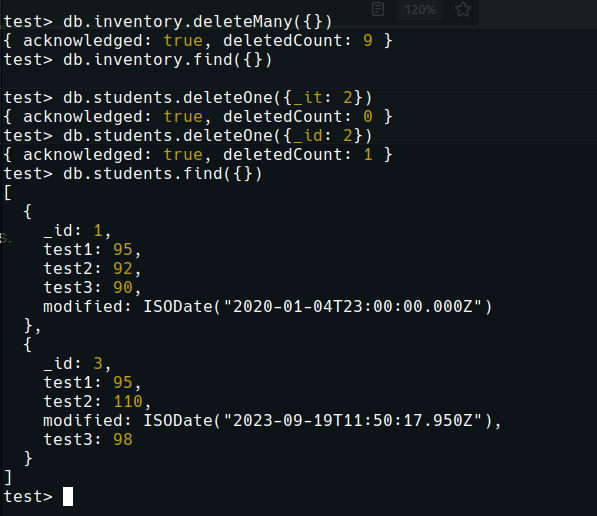 120%
test> db.inventory.deleteMany({})
{ acknowledged: true, deletedCount: 9 }
test> db.inventory.find({})
test> db.students.deleteOne({_it: 2})
{ acknowledged: true, deletedCount: 0 }
test> db.students.deleteOne({_id: 2})
{ acknowledged: true, deletedCount: 1 }
test> db.students.find({})
[
  {
    _id: 1,
    test1: 95,
    test2: 92,
    test3: 90,
    modified: ISODate("2020-01-04T23:00:00.000Z")
  },
  {
    _id: 3,
    test1: 95,
    test2: 110,
    modified: ISODate("2023-09-19T11:50:17.950Z"),
    test3: 98
  }
]
test>